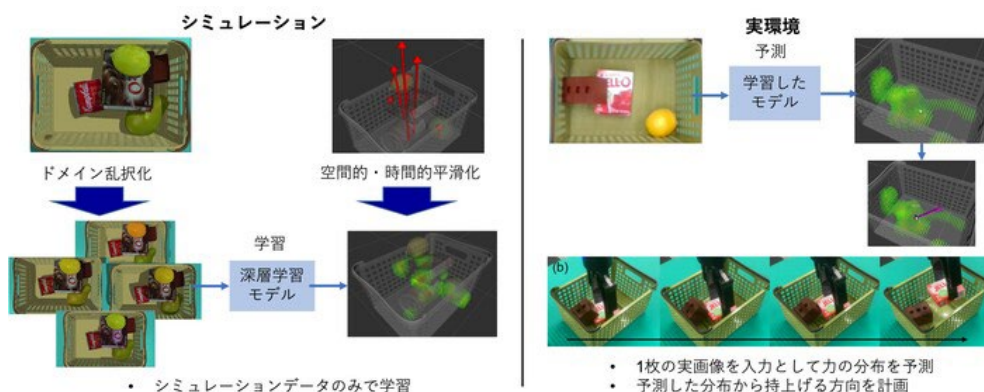 シミュレーション
ドメイン乱択化
空間的・時間的平滑化
学習
深層学習
モデル
• シミュレーションデータのみで学習
実環境
予測
学習した
モデル
(b)
• 1枚の実画像を入力として力の分布を予測
• 予測した分布から持上げる方向を計画